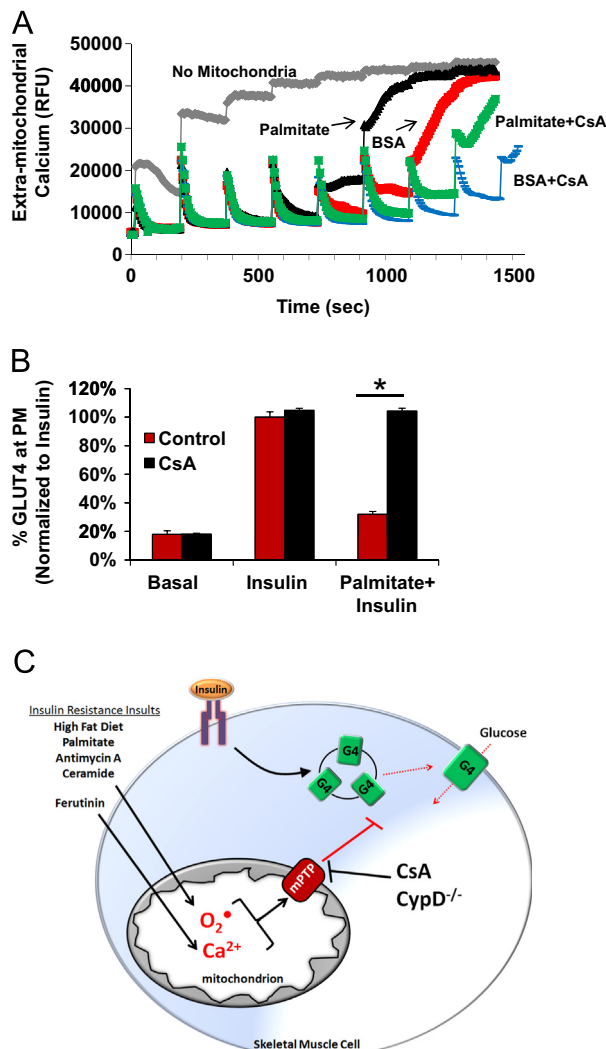 A
Extra-mitochondrial
Calcium (RFU)
50000
40000
30000
20000
10000
0
No Mitochondria
Palmitate
BSA
Palmitate+CsA
BSA+CsA
0
500
1000
1500
Time (sec)
B
% GLUT4 at PM
(Normalized to Insulin)
120%
100%
80%
60%
40%
20%
0%
Control
CsA
*
Basal
Insulin
Palmitate+
Insulin
C
Insulin
Insulin Resistance Insults
High Fat Diet
Palmitate
Antimycin A
Ceramide
Ferutinin
G4
G4
G4
Glucose
G4
mPTP
CsA
CypD-/-
O2•
Ca2+
mitochondrion
Skeletal Muscle Cell